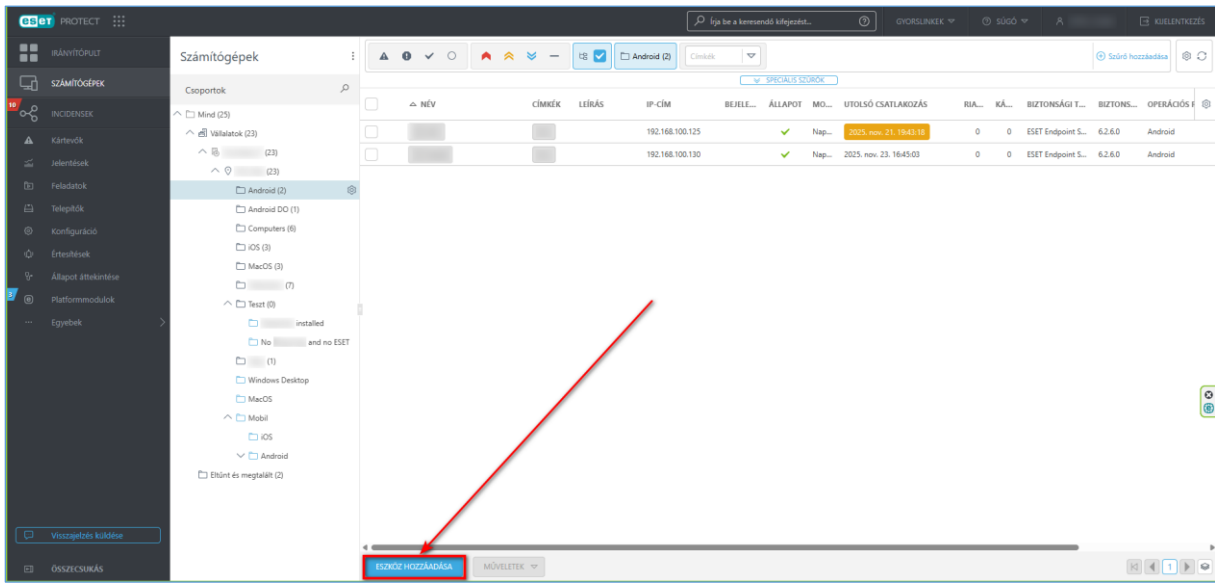 eset PROTECT
Írja be a keresendő kifejezést...
GYORSLINKEK
SÚGÓ
KIJELENTKEZÉS
IRÁNYÍTÓPULT
SZÁMÍTÓGÉPEK
10
INCIDENSEK
Kártevők
Jelentések
Feladatok
Telepítők
Konfiguráció
Értesítések
Állapot áttekintése
Platformmodulok
Egyebek
Visszajelzés küldése
ÖSSZECSUKÁS
Számítógépek
Csoportok
Mind (25)
Vállalatok (23)
(23)
(23)
Android (2)
Android DO (1)
Computers (6)
iOS (3)
MacOS (3)
(7)
Teszt (0)
installed
No and no ESET
(1)
Windows Desktop
MacOS
Mobil
iOS
Android
Eltűnt és megtalált (2)
Android (2)
Címkék
Szűrő hozzáadása
SPECIÁLIS SZŰRŐK
NÉV CÍMKÉK LEÍRÁS IP-CÍM BEJELE... ÁLLAPOT MO... UTOLSÓ CSATLAKOZÁS RIA... KÁ... BIZTONSÁGI T... BIZTONS... OPERÁCIÓS
192.168.100.125 Nap... 2025. nov. 21. 19:43:18 0 0 ESET Endpoint S... 6.2.6.0 Android
192.168.100.130 Nap... 2025. nov. 23. 16:45:03 0 0 ESET Endpoint S... 6.2.6.0 Android
ESZKÖZ HOZZÁADÁSA
MŰVELETEK
1